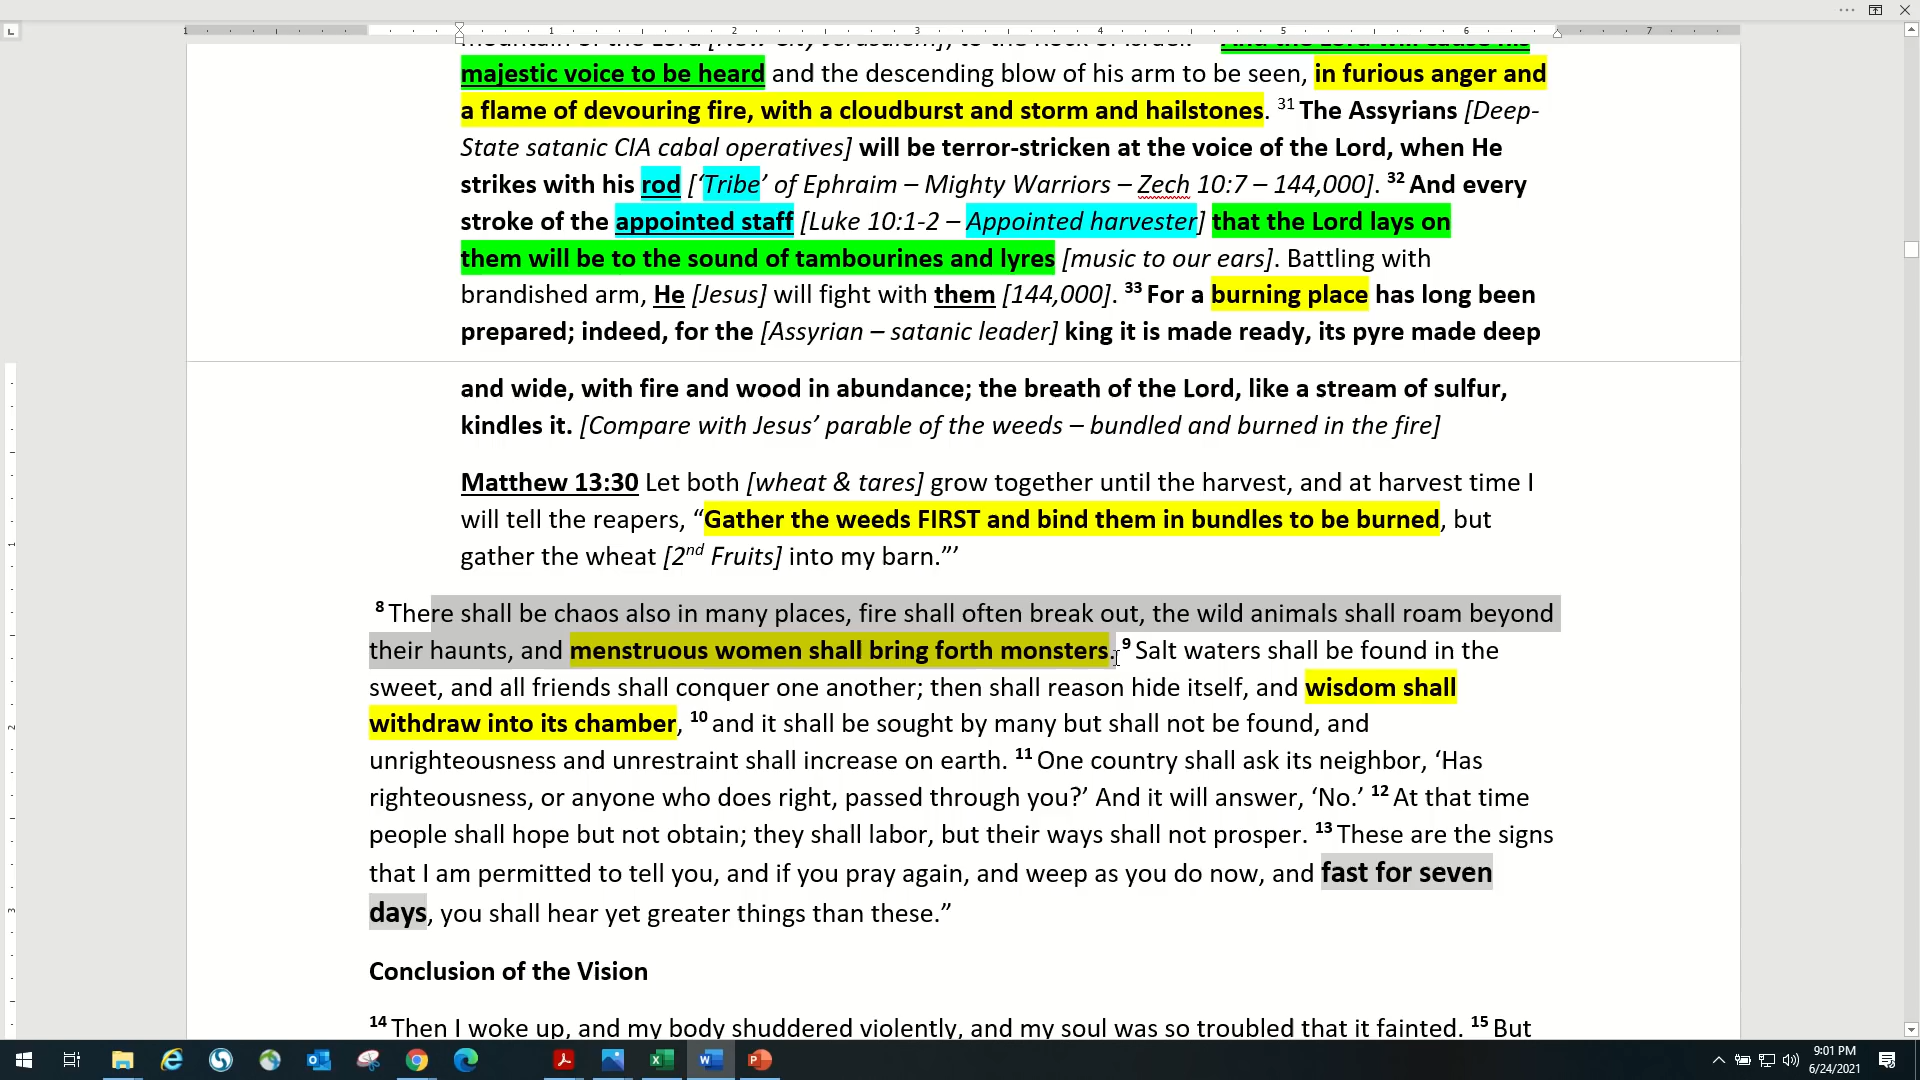 1 1 2 3 4 5 6 7
majestic voice to be heard and the descending blow of his arm to be seen, in furious anger and
a flame of devouring fire, with a cloudburst and storm and hailstones. 31 The Assyrians [Deep-
State satanic CIA cabal operatives] will be terror-stricken at the voice of the Lord, when He
strikes with his rod [‘Tribe’ of Ephraim – Mighty Warriors – Zech 10:7 – 144,000]. 32 And every
stroke of the appointed staff [Luke 10:1-2 – Appointed harvester] that the Lord lays on
them will be to the sound of tambourines and lyres [music to our ears]. Battling with
brandished arm, He [Jesus] will fight with them [144,000]. 33 For a burning place has long been
prepared; indeed, for the [Assyrian – satanic leader] king it is made ready, its pyre made deep
and wide, with fire and wood in abundance; the breath of the Lord, like a stream of sulfur,
kindles it. [Compare with Jesus’ parable of the weeds – bundled and burned in the fire]
Matthew 13:30 Let both [wheat & tares] grow together until the harvest, and at harvest time I
will tell the reapers, “Gather the weeds FIRST and bind them in bundles to be burned, but
gather the wheat [2nd Fruits] into my barn.”’
8 There shall be chaos also in many places, fire shall often break out, the wild animals shall roam beyond
their haunts, and menstruous women shall bring forth monsters. 9 Salt waters shall be found in the
sweet, and all friends shall conquer one another; then shall reason hide itself, and wisdom shall
withdraw into its chamber, 10 and it shall be sought by many but shall not be found, and
unrighteousness and unrestraint shall increase on earth. 11 One country shall ask its neighbor, ‘Has
righteousness, or anyone who does right, passed through you?’ And it will answer, ‘No.’ 12 At that time
people shall hope but not obtain; they shall labor, but their ways shall not prosper. 13 These are the signs
that I am permitted to tell you, and if you pray again, and weep as you do now, and fast for seven
days, you shall hear yet greater things than these.”
Conclusion of the Vision
14 Then I woke up, and my body shuddered violently, and my soul was so troubled that it fainted. 15 But
9:01 PM
6/24/2021